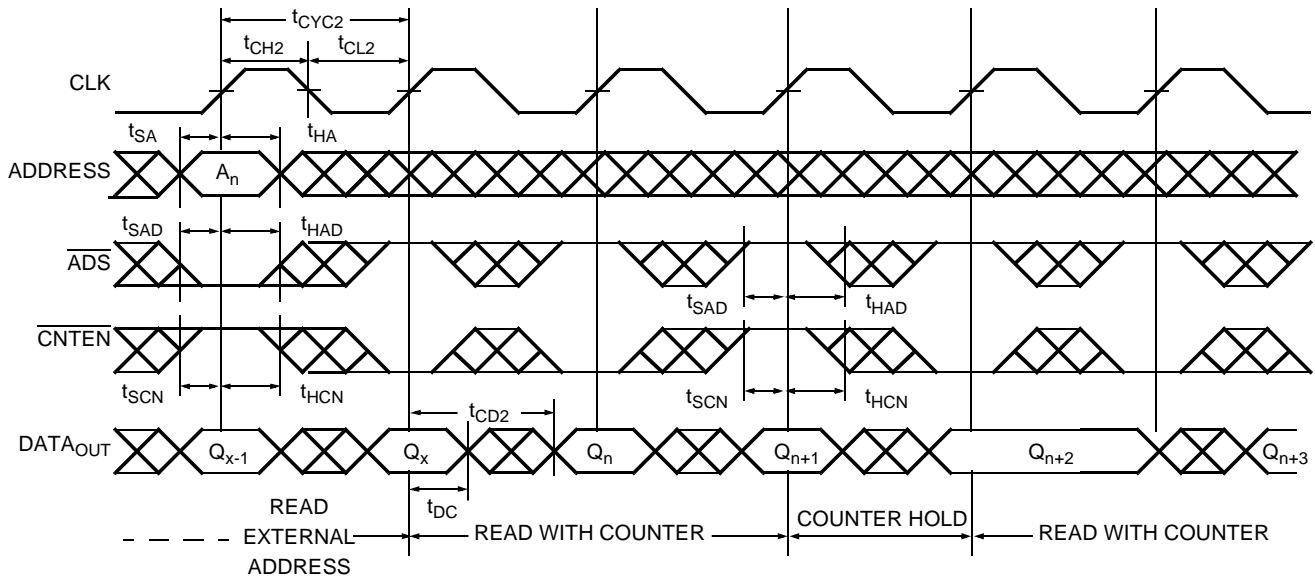 tCYC2
tCH2 tCL2
CLK
tSA tHA
ADDRESS An
tSAD tHAD
ADS
tSAD tHAD
CNTEN
tSCN tHCN tSCN tHCN
tCD2
DATAOUT Qx-1 Qx Qn Qn+1 Qn+2 Qn+3
tDC
READ
EXTERNAL
ADDRESS
READ WITH COUNTER COUNTER HOLD READ WITH COUNTER